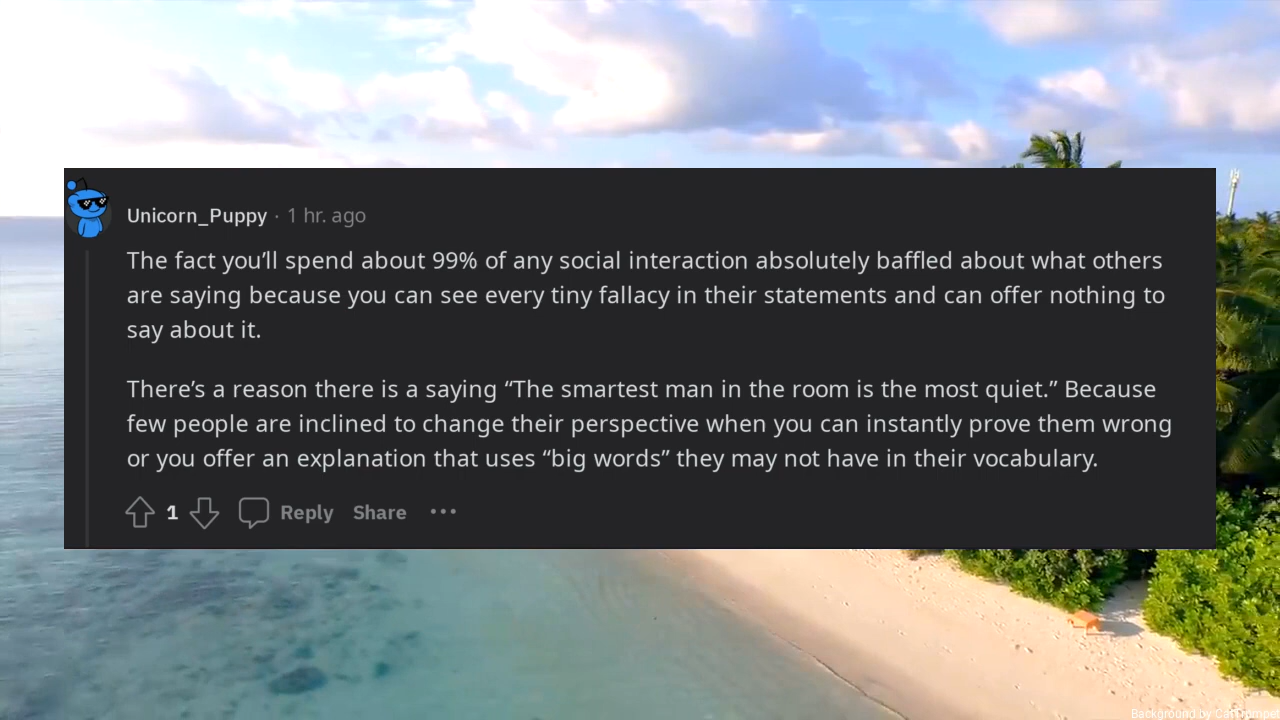 Unicorn_Puppy · 1 hr. ago
The fact you’ll spend about 99% of any social interaction absolutely baffled about what others
are saying because you can see every tiny fallacy in their statements and can offer nothing to
say about it.
There’s a reason there is a saying “The smartest man in the room is the most quiet.” Because
few people are inclined to change their perspective when you can instantly prove them wrong
or you offer an explanation that uses “big words” they may not have in their vocabulary.
1 Reply Share
Background by